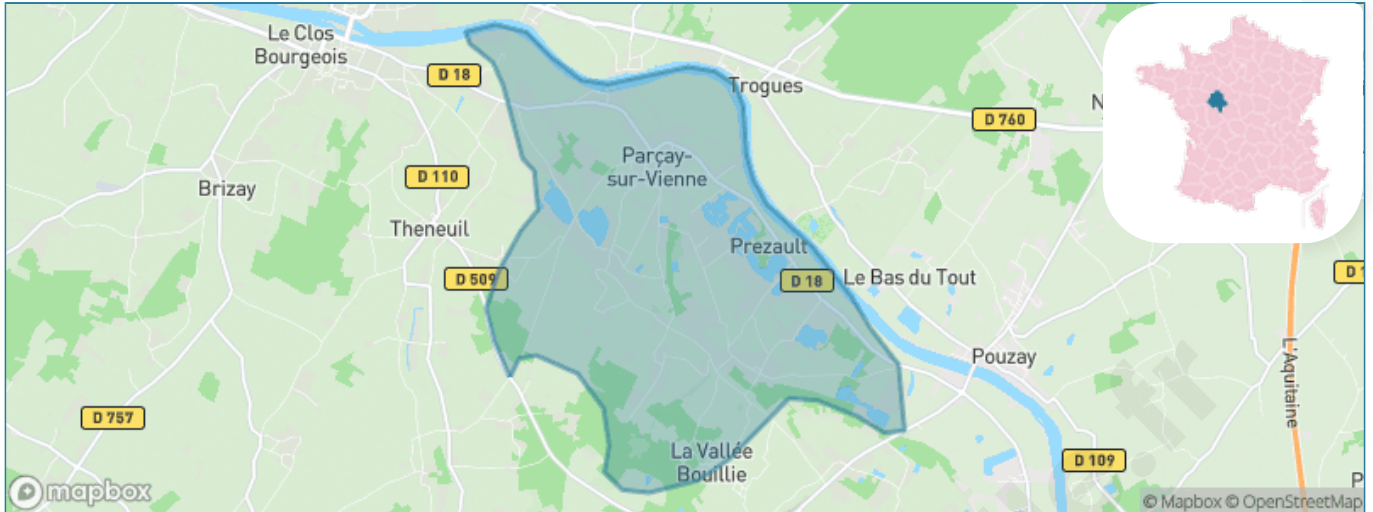 Le Clos
Bourgeois
D 18
Trogues
D 760
N
Parçay-
sur-Vienne
D 110
Brizay
Theneuil
Prezault
D 509
D 18
Le Bas du Tout
D 1
Pouzay
L'Aquitaine
D 757
La Vallée
Bouillie
D 109
P
mapbox
© Mapbox © OpenStreetMap